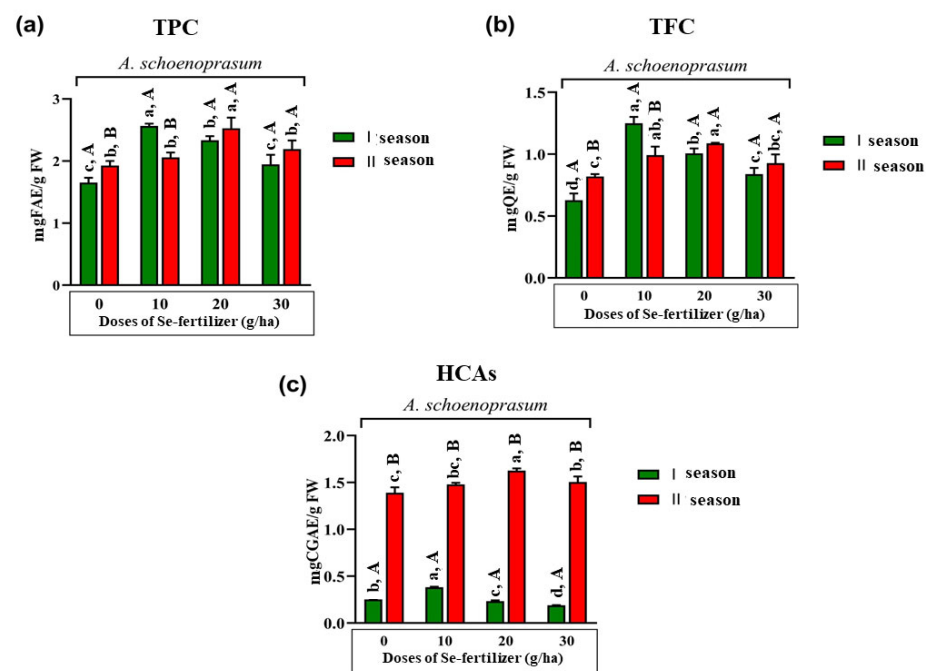 (a)
TPC
A. schoenoprasum
mgFAE/g FW
3
2
1
0
c, A
b, B
a, A
b, B
b, A
a, A
c, A
b, A
0 10 20 30
Doses of Se-fertilizer (g/ha)
I season
II season
(b)
TFC
A. schoenoprasum
mgQE/g FW
1.5
1.0
0.5
0.0
d, A
c, B
a, A
ab, B
b, A
a, A
c, A
bc, A
0 10 20 30
Doses of Se-fertilizer (g/ha)
I season
II season
(c)
HCAs
A. schoenoprasum
mgCGAE/g FW
2.0
1.5
1.0
0.5
0.0
b, A
c, B
a, A
bc, B
c, A
a, B
d, A
b, B
0 10 20 30
Doses of Se-fertilizer (g/ha)
I season
II season